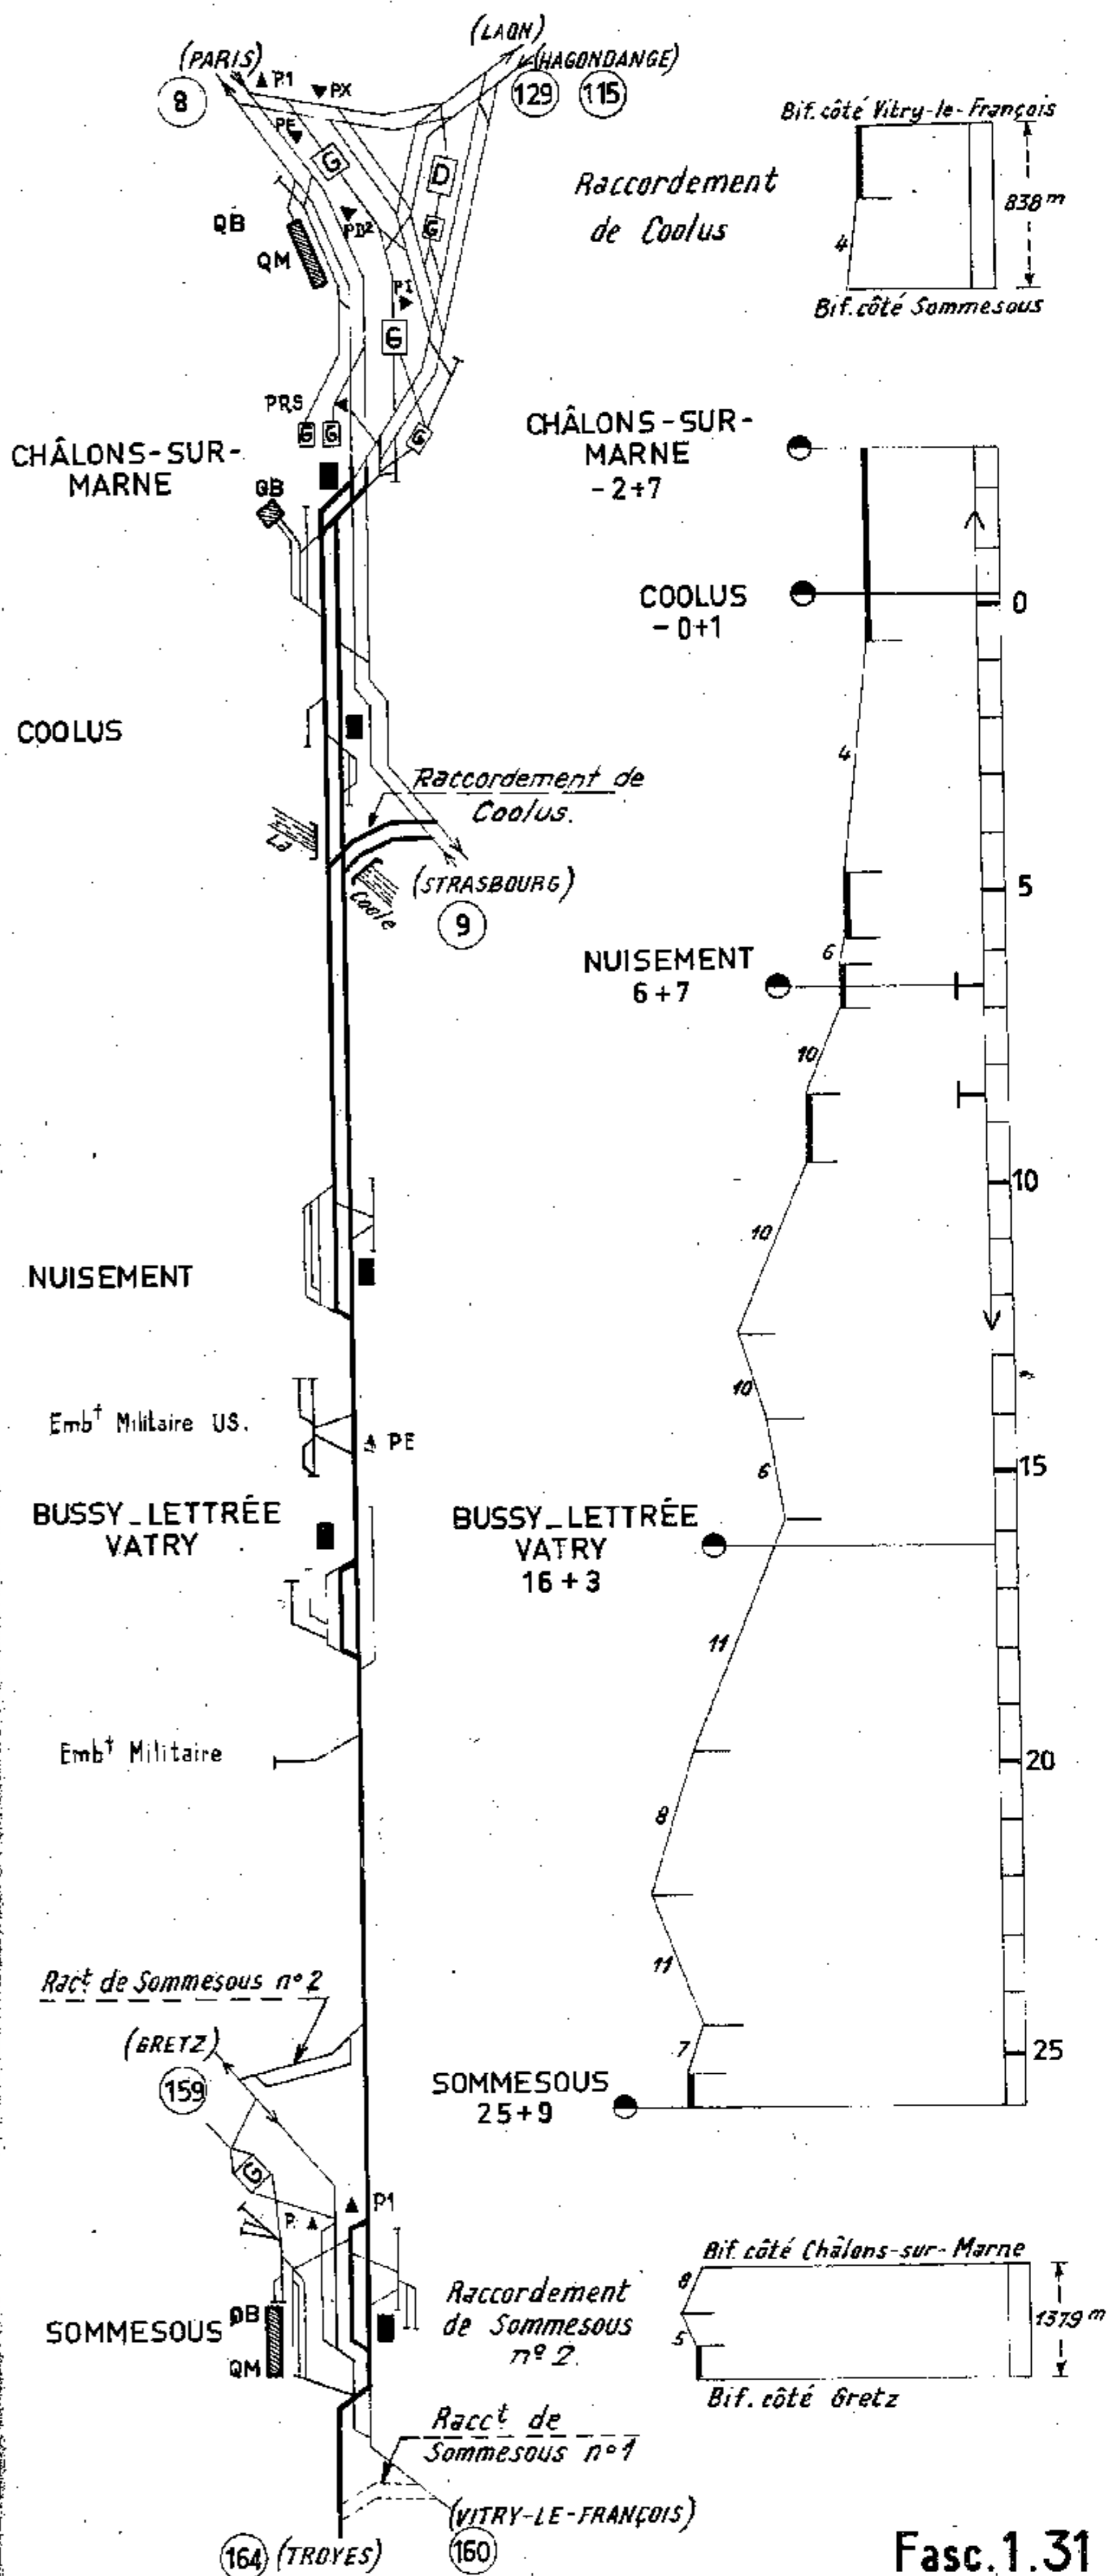 (LAON)
(PARIS)
P1
PX
(HAGONDANGE)
8
129
115
PE
G
D
QB
PD2
G
QM
P1
G
PRS
G
G
G
CHÂLONS-SUR-
MARNE
QB
COOLUS
Raccordement de
Coolus.
La
Coole
(STRASBOURG)
9
NUISEMENT
Embt Militaire US.
PE
BUSSY_LETTRÉE
VATRY
Embt Militaire
Ract de Sommesous n°2
(GRETZ)
159
G
P.
P1
SOMMESOUS
QB
QM
Racct de
Sommesous n°1
(VITRY-LE-FRANÇOIS)
160
164
(TROYES)
Raccordement
de Coolus
Bif. côté Vitry-le-François
838 m
4
Bif. côté Sommesous
CHÂLONS-SUR-
MARNE
-2+7
COOLUS
-0+1
0
4
5
NUISEMENT
6+7
6
10
10
10
10
15
6
BUSSY_LETTRÉE
VATRY
16+3
11
20
8
11
7
25
SOMMESOUS
25+9
Raccordement
de Sommesous
n° 2.
Bif. côté Châlons-sur-Marne
8
5
1379 m
Bif. côté Gretz
Fasc.1.31